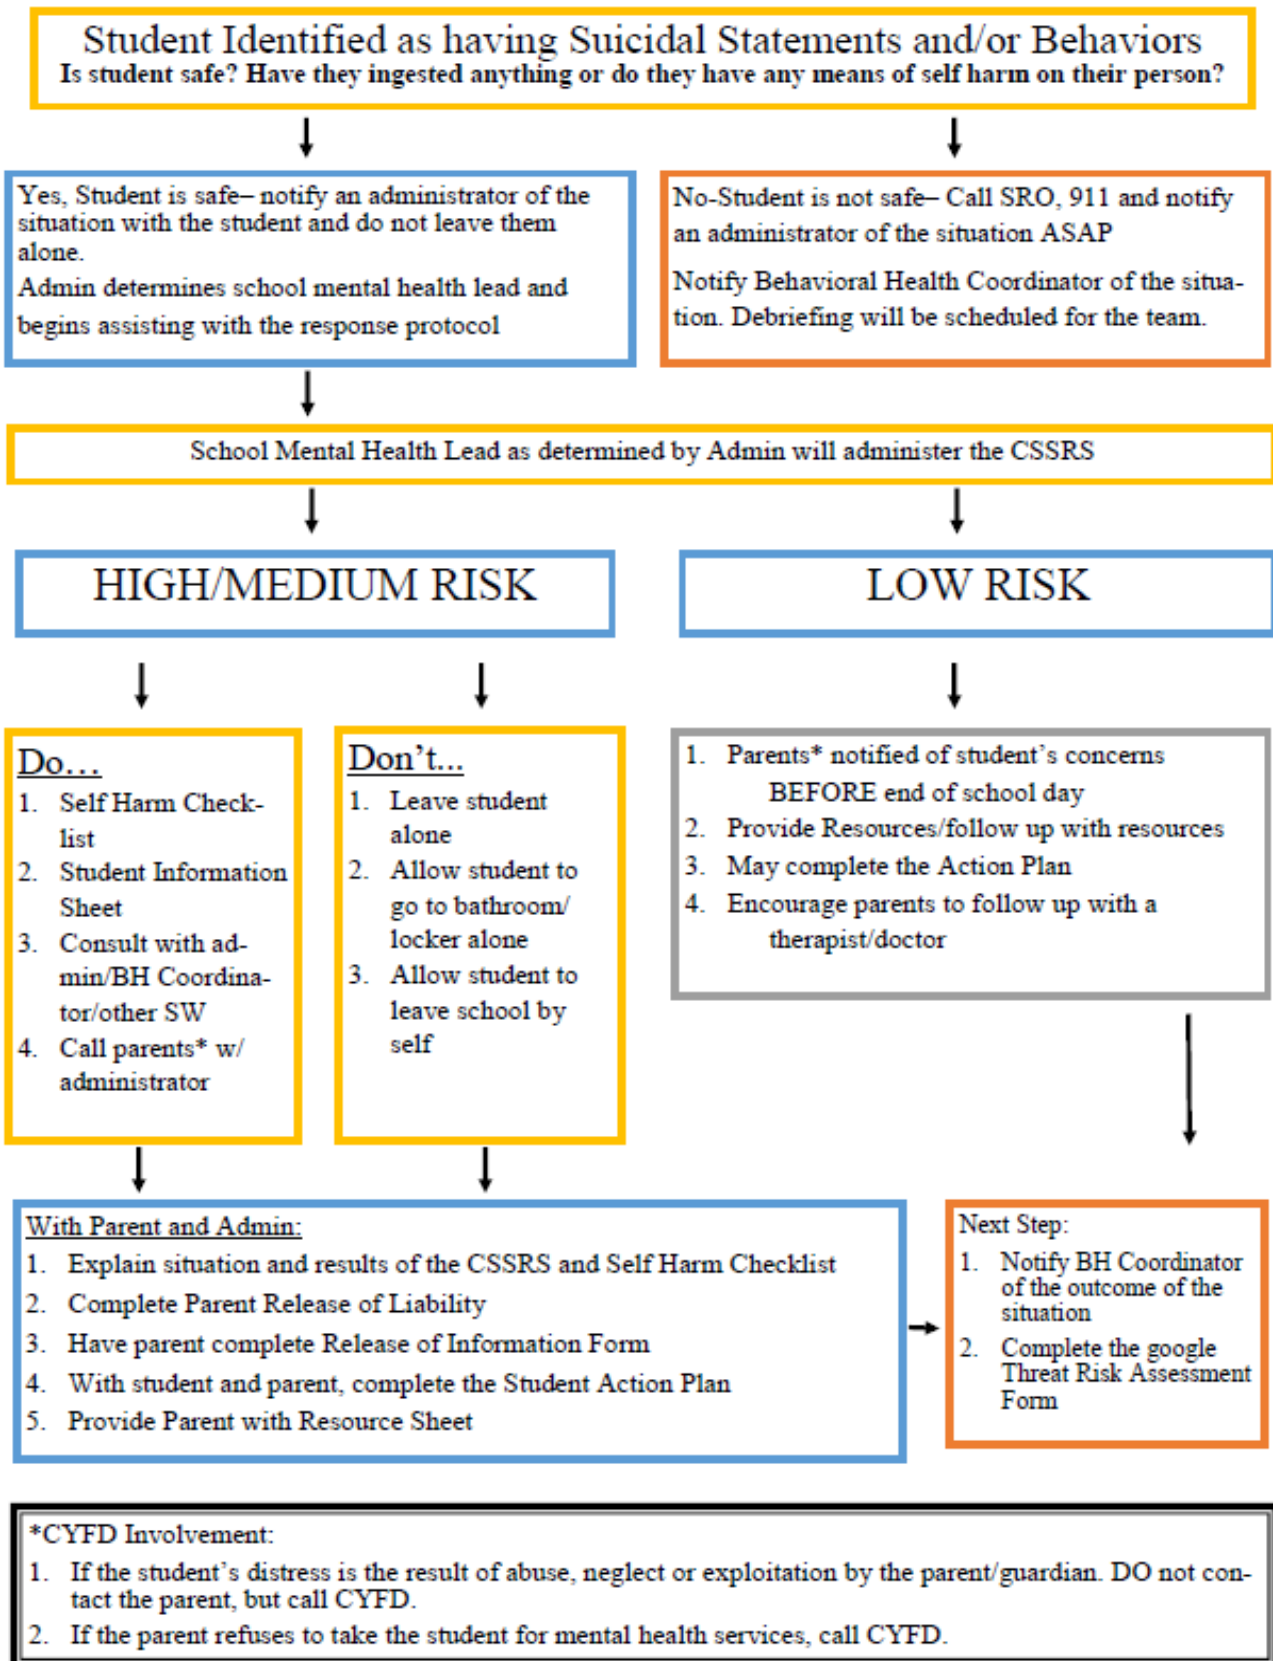 Student Identified as having Suicidal Statements and/or Behaviors
Is student safe? Have they ingested anything or do they have any means of self harm on their person?
Yes, Student is safe– notify an administrator of the
situation with the student and do not leave them
alone.
Admin determines school mental health lead and
begins assisting with the response protocol
No-Student is not safe– Call SRO, 911 and notify
an administrator of the situation ASAP
Notify Behavioral Health Coordinator of the situa-
tion. Debriefing will be scheduled for the team.
School Mental Health Lead as determined by Admin will administer the CSSRS
HIGH/MEDIUM RISK
LOW RISK
Do…
1. Self Harm Check-
list
2. Student Information
Sheet
3. Consult with ad-
min/BH Coordina-
tor/other SW
4. Call parents* w/
administrator
Don’t...
1. Leave student
alone
2. Allow student to
go to bathroom/
locker alone
3. Allow student to
leave school by
self
1. Parents* notified of student’s concerns
BEFORE end of school day
2. Provide Resources/follow up with resources
3. May complete the Action Plan
4. Encourage parents to follow up with a
therapist/doctor
With Parent and Admin:
1. Explain situation and results of the CSSRS and Self Harm Checklist
2. Complete Parent Release of Liability
3. Have parent complete Release of Information Form
4. With student and parent, complete the Student Action Plan
5. Provide Parent with Resource Sheet
Next Step:
1. Notify BH Coordinator
of the outcome of the
situation
2. Complete the google
Threat Risk Assessment
Form
*CYFD Involvement:
1. If the student’s distress is the result of abuse, neglect or exploitation by the parent/guardian. DO not con-
tact the parent, but call CYFD.
2. If the parent refuses to take the student for mental health services, call CYFD.